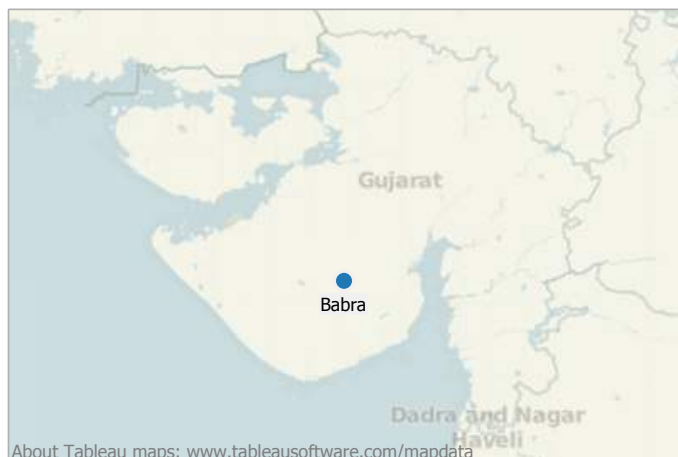 Gujarat
Babra
Dadra and Nagar
Haveli
About Tableau maps: www.tableausoftware.com/mapdata